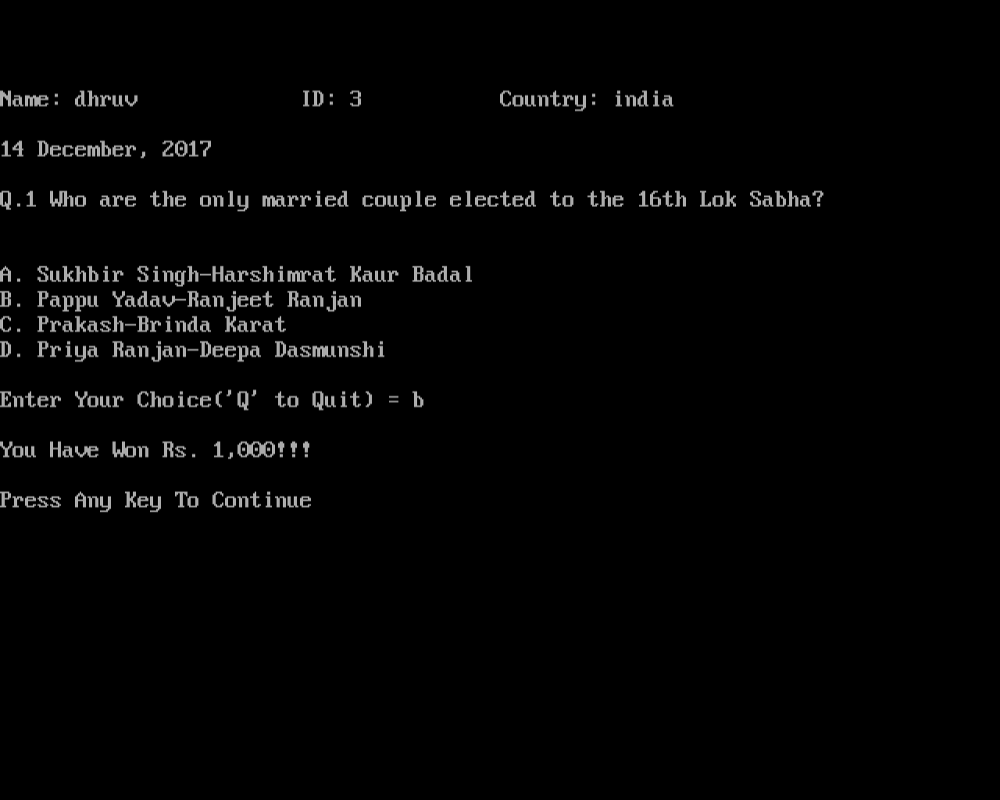 Name: dhruv ID: 3 Country: india
14 December, 2017
Q.1 Who are the only married couple elected to the 16th Lok Sabha?
A. Sukhbir Singh-Harshimrat Kaur Badal
B. Pappu Yadav-Ranjeet Ranjan
C. Prakash-Brinda Karat
D. Priya Ranjan-Deepa Dasmunshi
Enter Your Choice('Q' to Quit) = b
You Have Won Rs. 1,000!!!
Press Any Key To Continue